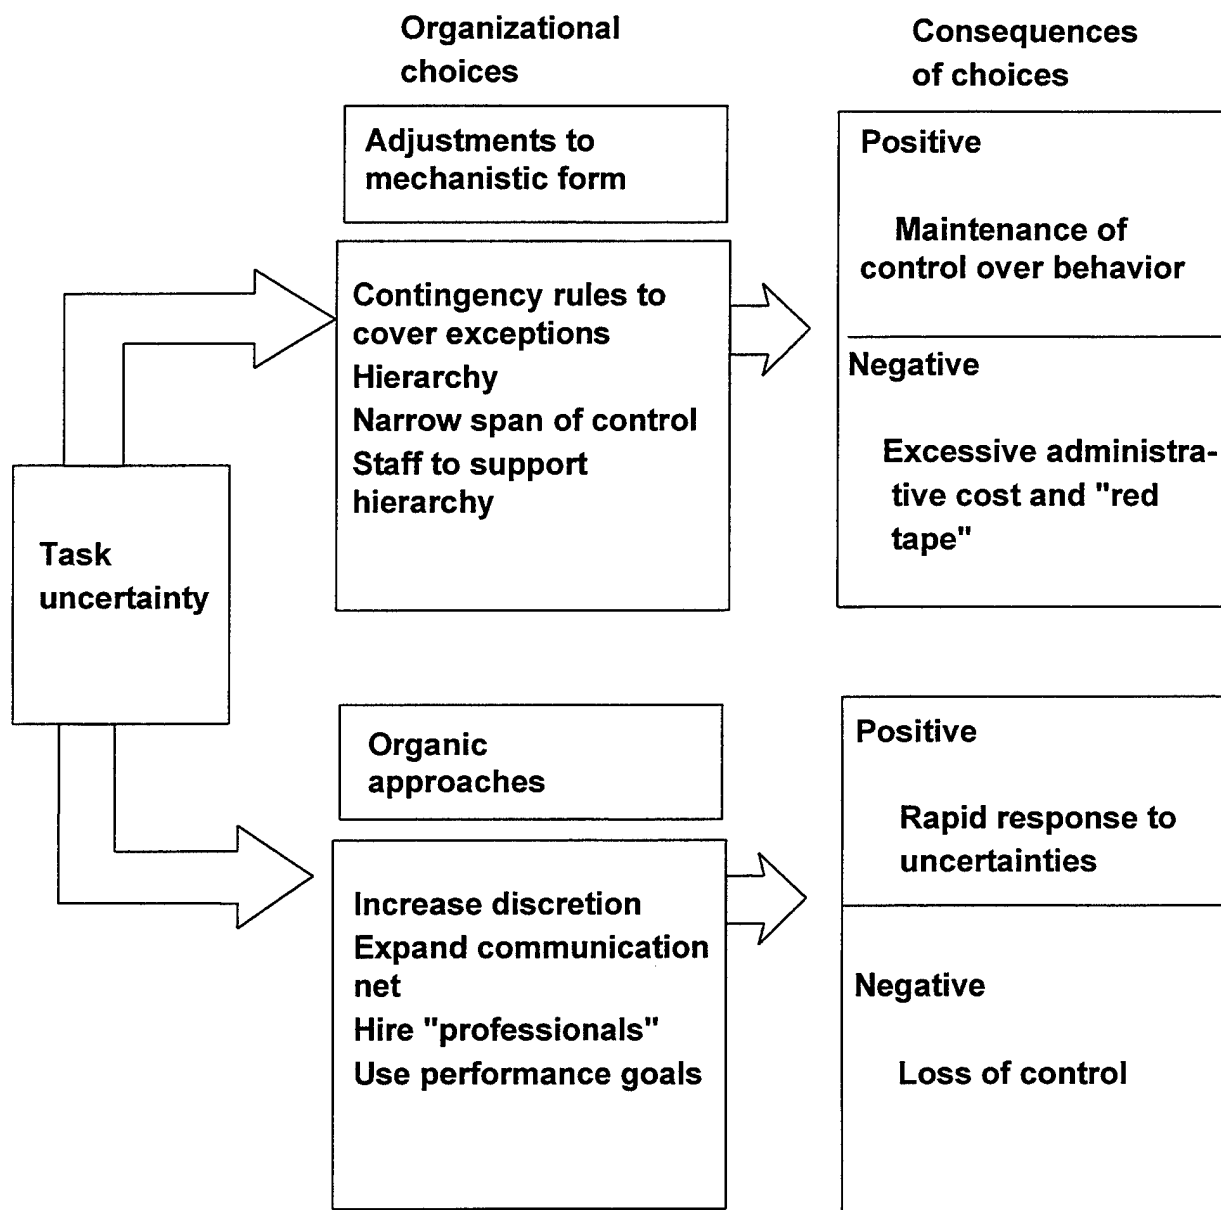 Organizational
choices
Consequences
of choices
Adjustments to
mechanistic form
Contingency rules to
cover exceptions
Hierarchy
Narrow span of control
Staff to support
hierarchy
Positive
Maintenance of
control over behavior
Negative
Excessive administra-
tive cost and "red
tape"
Task
uncertainty
Organic
approaches
Increase discretion
Expand communication
net
Hire "professionals"
Use performance goals
Positive
Rapid response to
uncertainties
Negative
Loss of control